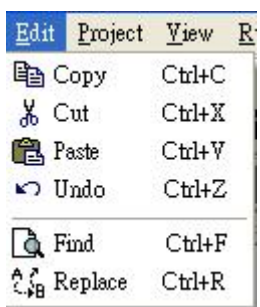 Edit Project View R
Copy Ctrl+C
Cut Ctrl+X
Paste Ctrl+V
Undo Ctrl+Z
Find Ctrl+F
Replace Ctrl+R